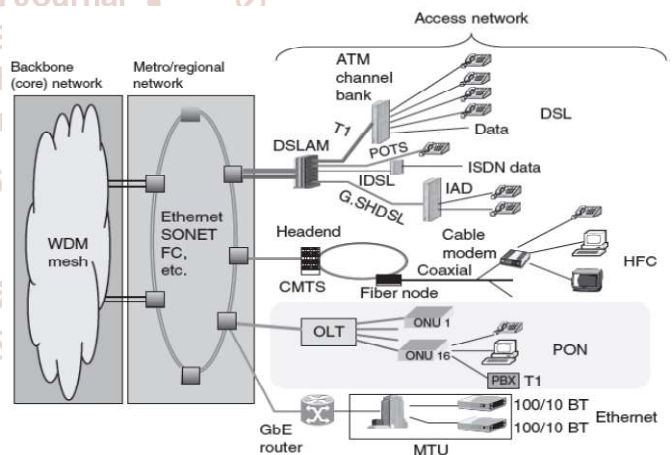 Journal
Access network
Backbone
(core) network
Metro/regional
network
ATM
channel
bank
T1
DSL
Data
DSLAM
POTS
ISDN data
IDSL
IAD
G.SHDSL
WDM
mesh
Ethernet
SONET
FC,
etc.
Headend
CMTS
Fiber node
Cable
modem
Coaxial
HFC
OLT
ONU 1
ONU 16
PON
PBX
T1
GbE
router
MTU
100/10 BT
100/10 BT
Ethernet